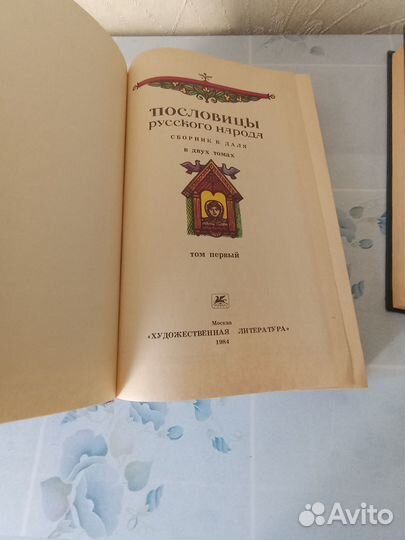 ПОСЛОВИЦЫ
русского народа
СБОРНИК В. ДАЛЯ
в двух томах
том первый
Москва
«ХУДОЖЕСТВЕННАЯ ЛИТЕРАТУРА»
1984
Avito